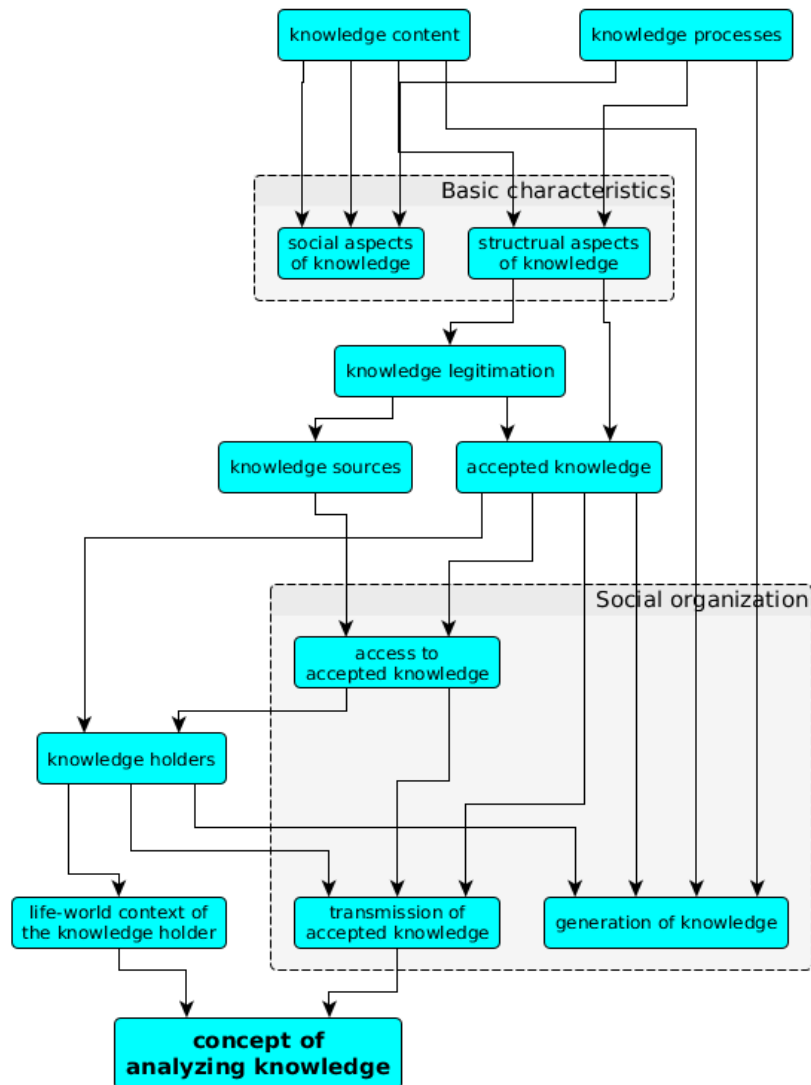 knowledge content
knowledge processes
Basic characteristics
social aspects
of knowledge
structrual aspects
of knowledge
knowledge legitimation
knowledge sources
accepted knowledge
Social organization
access to
accepted knowledge
knowledge holders
life-world context of
the knowledge holder
transmission of
accepted knowledge
generation of knowledge
concept of
analyzing knowledge